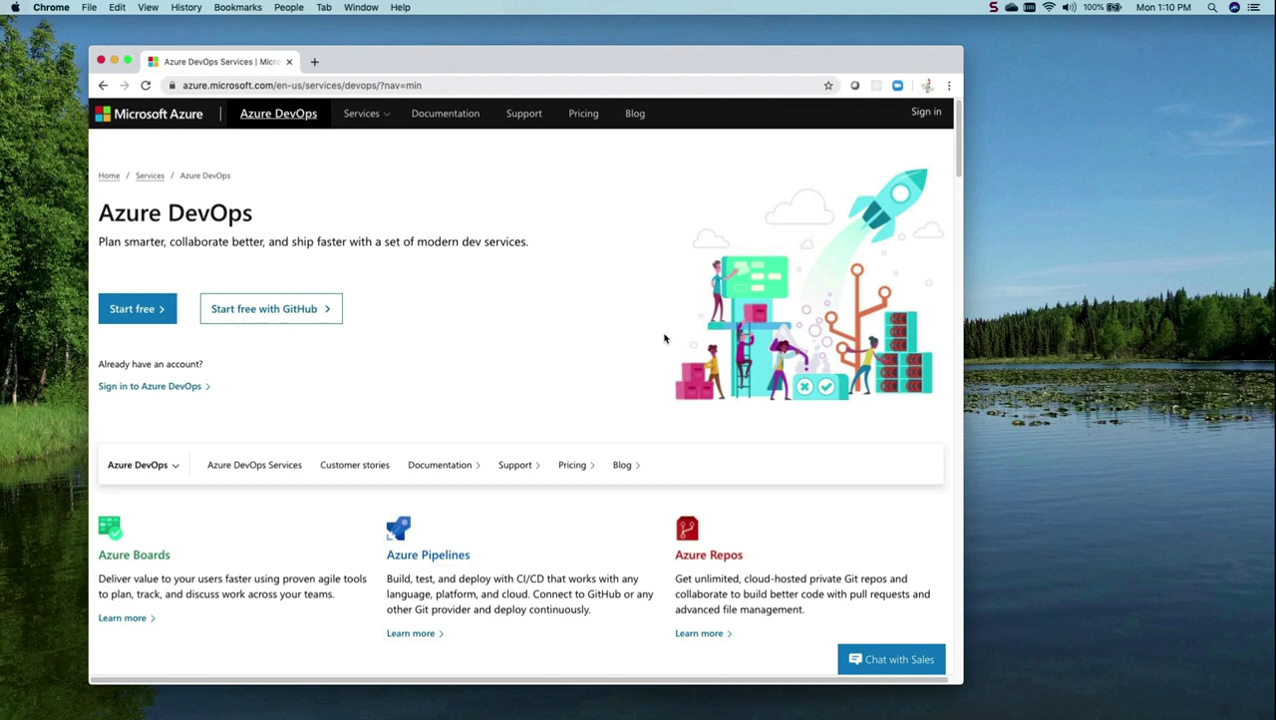 Chrome File Edit View History Bookmarks People Tab Window Help 100% Mon 1:10 PM
Azure DevOps Services | Micro
azure.microsoft.com/en-us/services/devops/?nav=min
Microsoft Azure | Azure DevOps Services Documentation Support Pricing Blog Sign in
Home / Services / Azure DevOps
Azure DevOps
Plan smarter, collaborate better, and ship faster with a set of modern dev services.
Start free > Start free with GitHub >
Already have an account?
Sign in to Azure DevOps >
Azure DevOps Azure DevOps Services Customer stories Documentation > Support > Pricing > Blog >
Azure Boards
Deliver value to your users faster using proven agile tools
to plan, track, and discuss work across your teams.
Learn more >
Azure Pipelines
Build, test, and deploy with CI/CD that works with any
language, platform, and cloud. Connect to GitHub or any
other Git provider and deploy continuously.
Learn more >
Azure Repos
Get unlimited, cloud-hosted private Git repos and
collaborate to build better code with pull requests and
advanced file management.
Learn more >
Chat with Sales